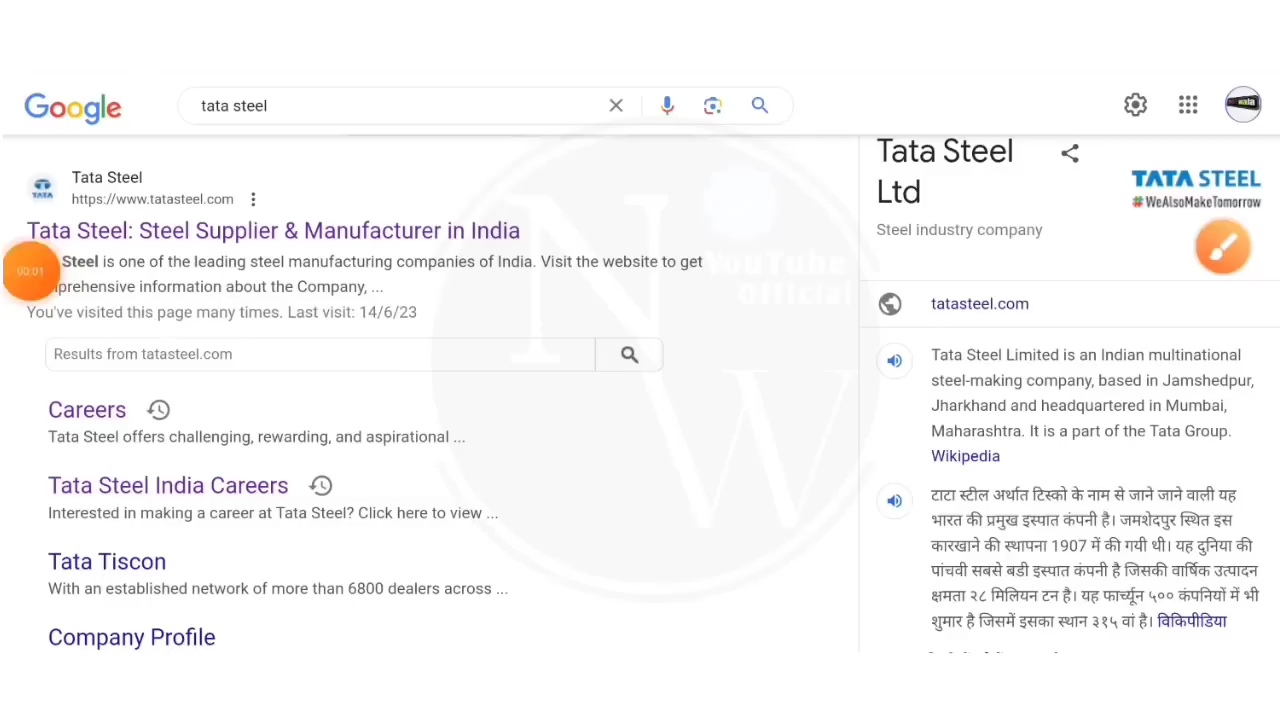 Google
tata steel
Tata Steel
https://www.tatasteel.com
TATA
Tata Steel: Steel Supplier & Manufacturer in India
00:01
Steel is one of the leading steel manufacturing companies of India. Visit the website to get
prehensive information about the Company, ...
You've visited this page many times. Last visit: 14/6/23
Results from tatasteel.com
Careers
Tata Steel offers challenging, rewarding, and aspirational ...
Tata Steel India Careers
Interested in making a career at Tata Steel? Click here to view ...
Tata Tiscon
With an established network of more than 6800 dealers across ...
Company Profile
NW
YouTube
Official
Tata Steel
Ltd
Steel industry company
TATA STEEL
#WeAlsoMakeTomorrow
tatasteel.com
Tata Steel Limited is an Indian multinational
steel-making company, based in Jamshedpur,
Jharkhand and headquartered in Mumbai,
Maharashtra. It is a part of the Tata Group.
Wikipedia
टाटा स्टील अर्थात टिस्को के नाम से जाने जाने वाली यह
भारत की प्रमुख इस्पात कंपनी है। जमशेदपुर स्थित इस
कारखाने की स्थापना 1907 में की गयी थी। यह दुनिया की
पांचवी सबसे बडी इस्पात कंपनी है जिसकी वार्षिक उत्पादन
क्षमता २८ मिलियन टन है। यह फार्च्यून ५०० कंपनियों में भी
शुमार है जिसमें इसका स्थान ३१५ वां है। विकिपीडिया